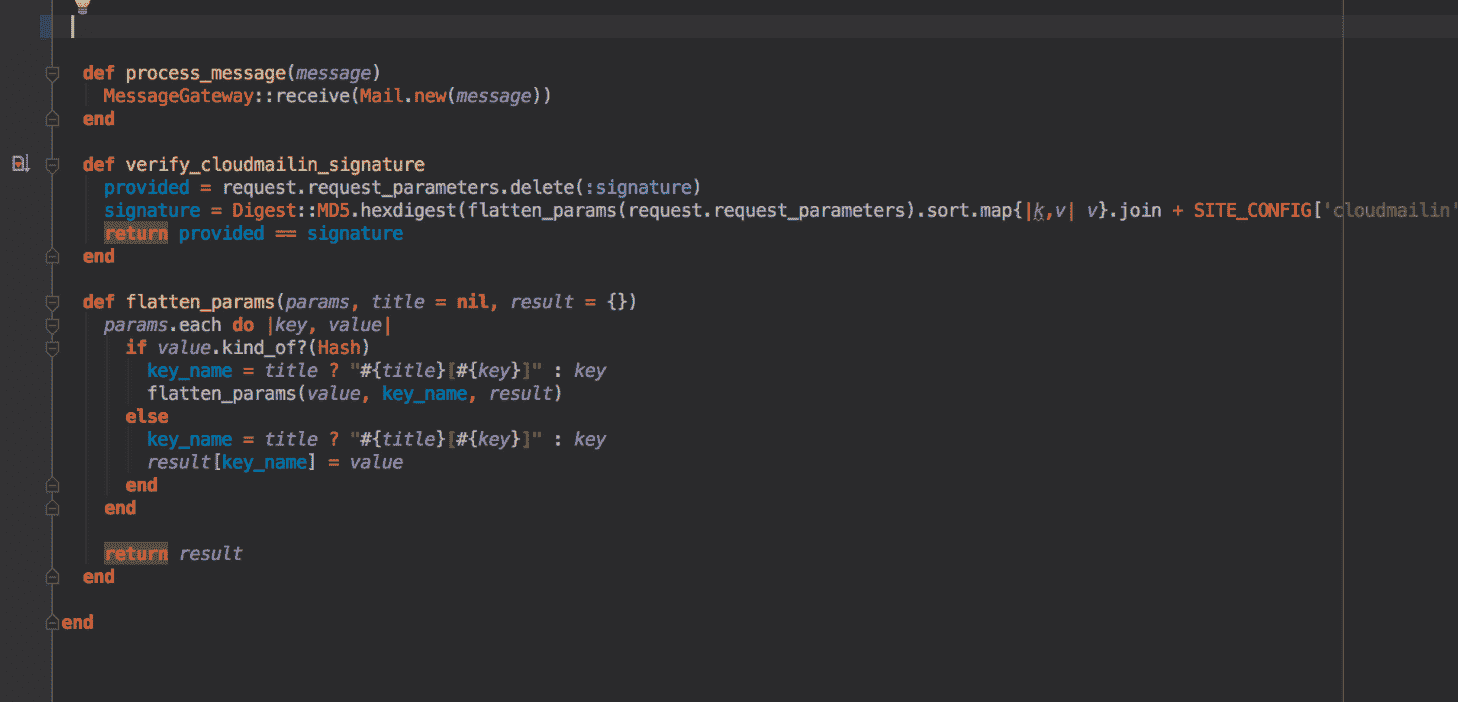 def process_message(message)
MessageGateway::receive(Mail.new(message))
end
def verify_cloudmailin_signature
provided = request.request_parameters.delete(:signature)
signature = Digest::MD5.hexdigest(flatten_params(request.request_parameters).sort.map{|k,v| v}.join + SITE_CONFIG['cloudmailin'
return provided == signature
end
def flatten_params(params, title = nil, result = {})
params.each do |key, value|
if value.kind_of?(Hash)
key_name = title ? "#{title}[#{key}]" : key
flatten_params(value, key_name, result)
else
key_name = title ? "#{title}[#{key}]" : key
result[key_name] = value
end
end
return result
end
end